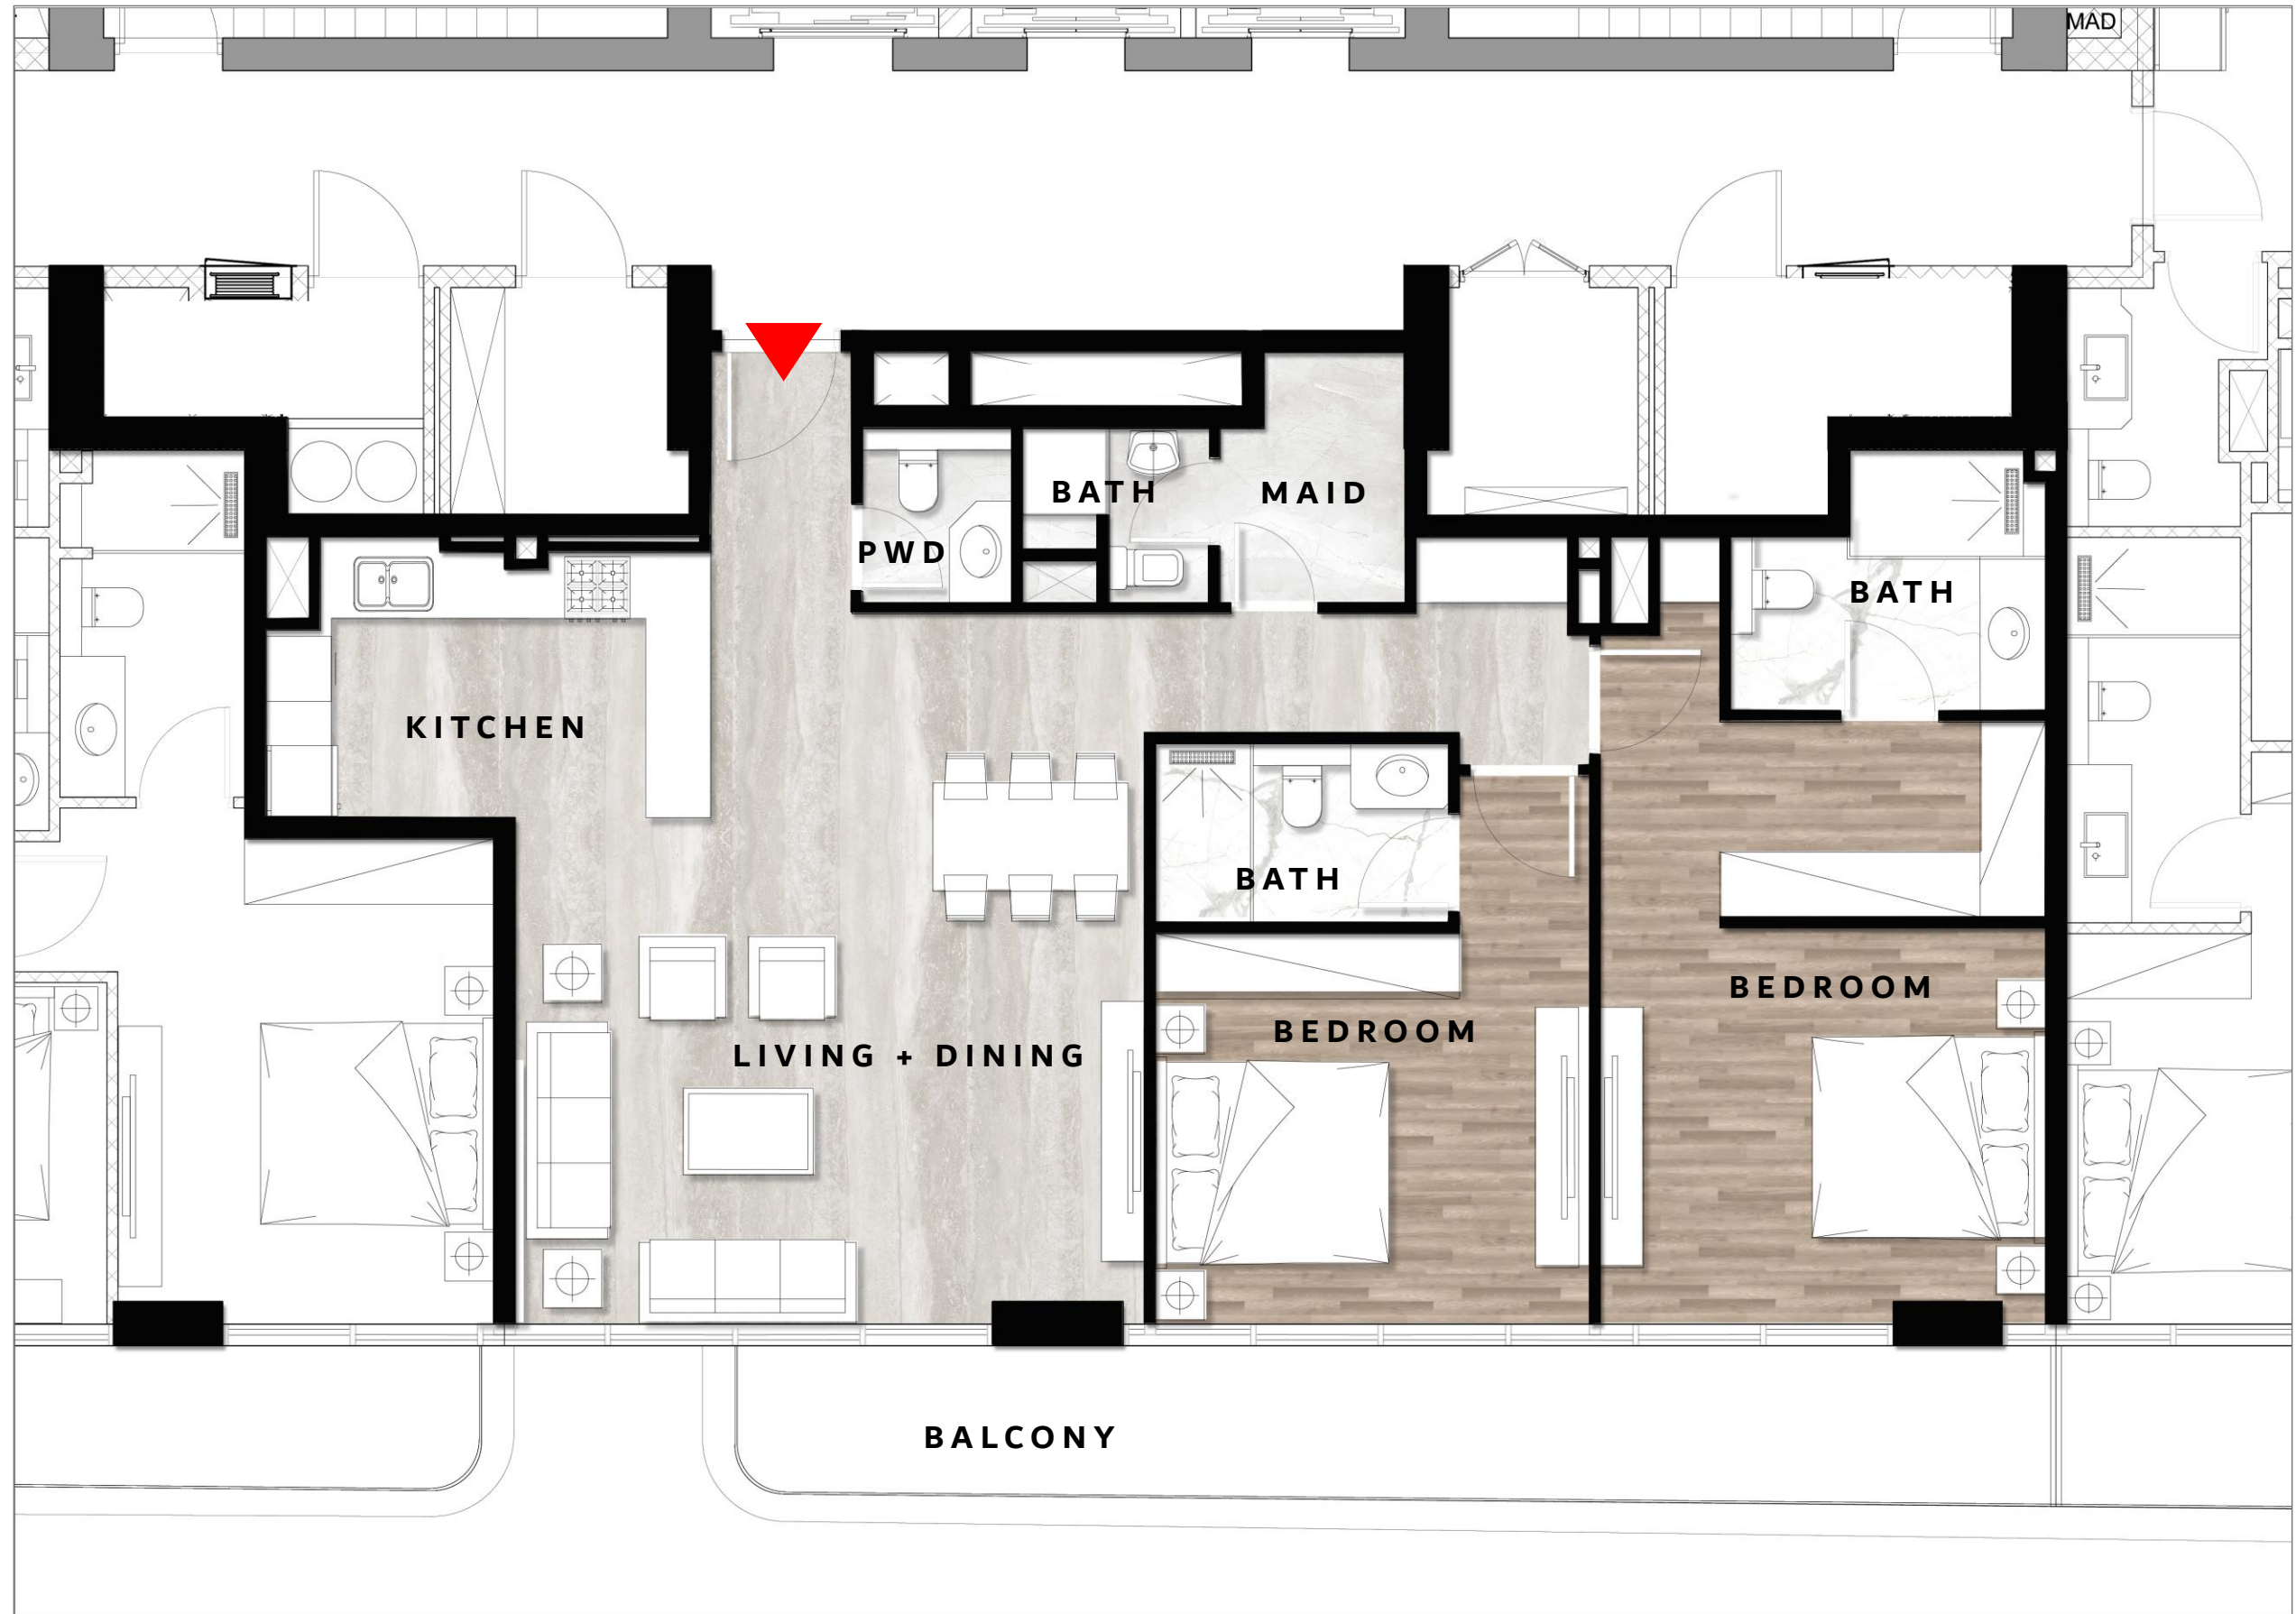 MAD
BATH
MAID
PWD
BATH
KITCHEN
BATH
BEDROOM
BEDROOM
LIVING + DINING
BALCONY